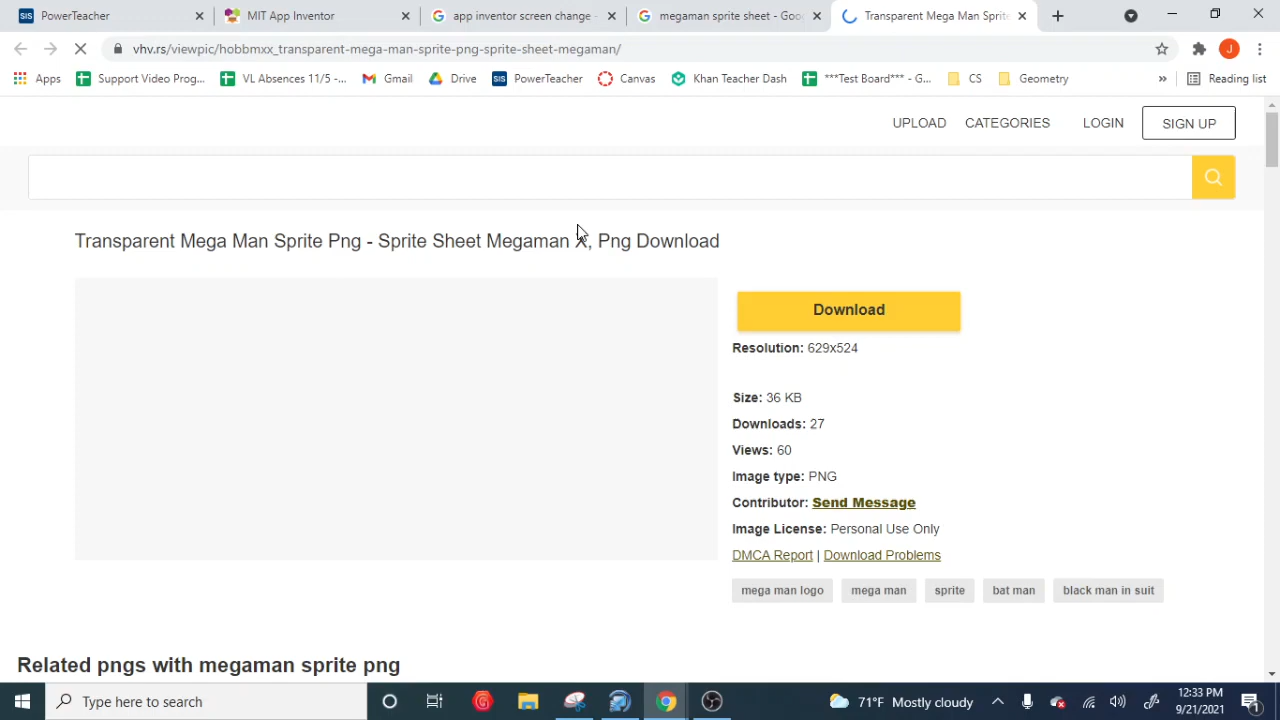 PowerTeacher
MIT App Inventor
app inventor screen change -
megaman sprite sheet - Goo
Transparent Mega Man Sprite
vhv.rs/viewpic/hobbmxx_transparent-mega-man-sprite-png-sprite-sheet-megaman/
J
Apps
Support Video Prog...
VL Absences 11/5 -...
Gmail
Drive
SIS
PowerTeacher
Canvas
Khan Teacher Dash
***Test Board*** - G...
CS
Geometry
»
Reading list
UPLOAD
CATEGORIES
LOGIN
SIGN UP
Transparent Mega Man Sprite Png - Sprite Sheet Megaman X, Png Download
Download
Resolution: 629x524
Size: 36 KB
Downloads: 27
Views: 60
Image type: PNG
Contributor: Send Message
Image License: Personal Use Only
DMCA Report | Download Problems
mega man logo
mega man
sprite
bat man
black man in suit
Related pngs with megaman sprite png
Type here to search
71°F Mostly cloudy
12:33 PM
9/21/2021
1